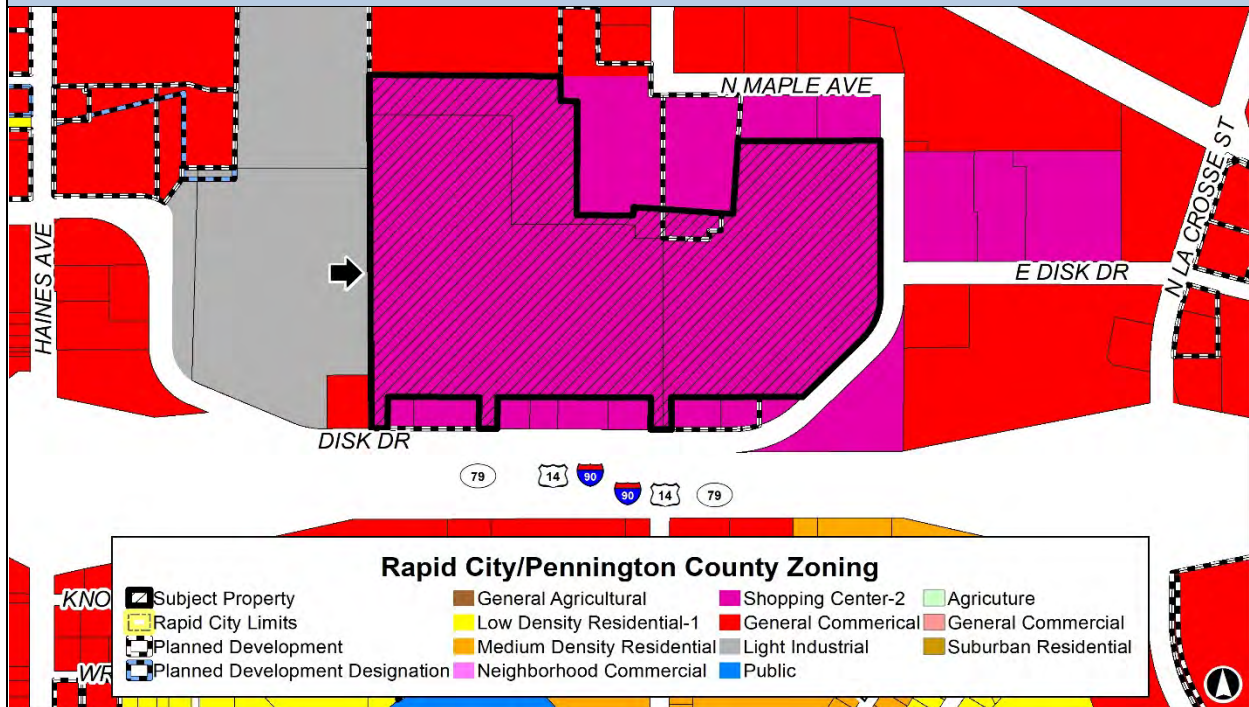 N MAPLE AVE
N LA CROSSE ST
HAINES AVE
E DISK DR
DISK DR
79 14 90 90 14 79
Rapid City/Pennington County Zoning
Subject Property General Agricultural Shopping Center-2 Agricuture
Rapid City Limits Low Density Residential-1 General Commerical General Commercial
Planned Development Medium Density Residential Light Industrial Suburban Residential
Planned Development Designation Neighborhood Commercial Public
KNO
WR